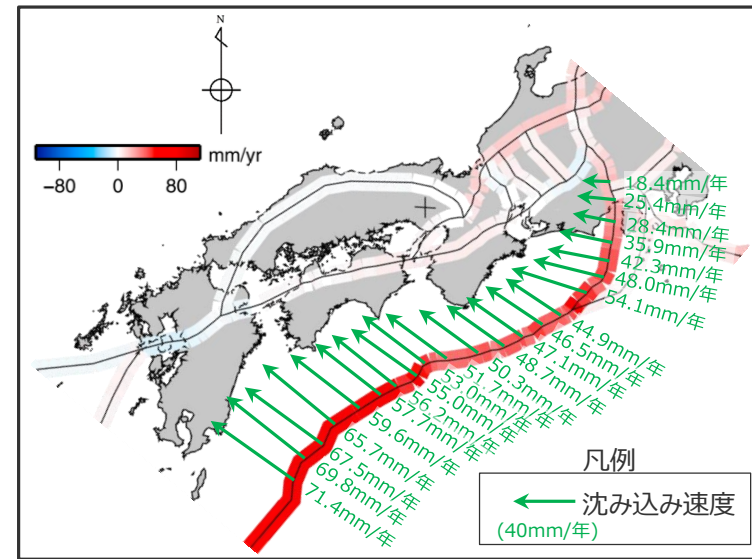 N
mm/yr
−80 0 80
18.4mm/年
25.4mm/年
28.4mm/年
35.9mm/年
42.3mm/年
48.0mm/年
54.1mm/年
44.9mm/年
46.5mm/年
47.1mm/年
48.7mm/年
50.3mm/年
51.7mm/年
53.0mm/年
55.0mm/年
56.2mm/年
57.7mm/年
59.6mm/年
65.7mm/年
67.5mm/年
69.8mm/年
71.4mm/年
凡例
沈み込み速度
(40mm/年)